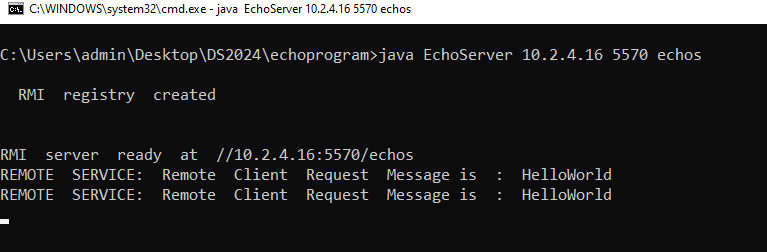 C:\WINDOWS\system32\cmd.exe - java  EchoServer 10.2.4.16 5570 echos
C:\Users\admin\Desktop\DS2024\echoprogram>java EchoServer 10.2.4.16 5570 echos
RMI  registry  created
RMI  server  ready  at  //10.2.4.16:5570/echos
REMOTE  SERVICE:  Remote  Client  Request  Message is  :  HelloWorld
REMOTE  SERVICE:  Remote  Client  Request  Message is  :  HelloWorld